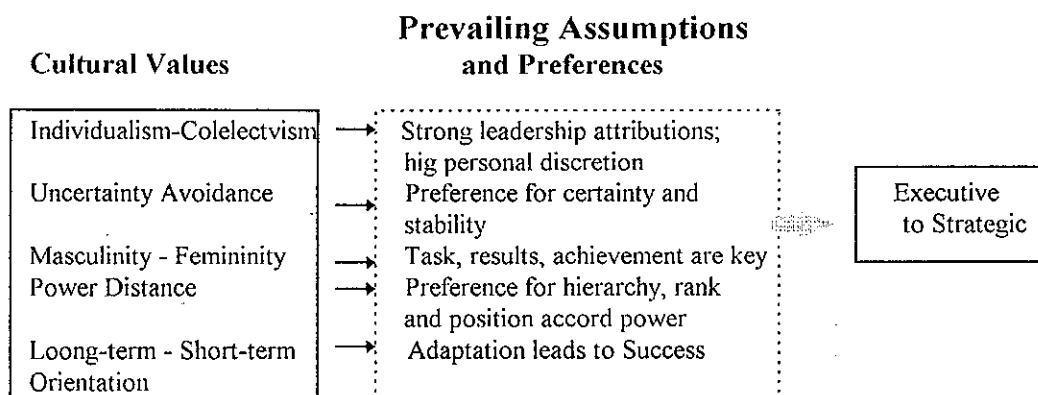 Prevailing Assumptions
Cultural Values
and Preferences
Individualism-Colelectvism
Strong leadership attributions;
hig personal discretion
Uncertainty Avoidance
Preference for certainty and
stability
Executive
to Strategic
Masculinity - Femininity
Task, results, achievement are key
Power Distance
Preference for hierarchy, rank
and position accord power
Loong-term - Short-term
Orientation
Adaptation leads to Success